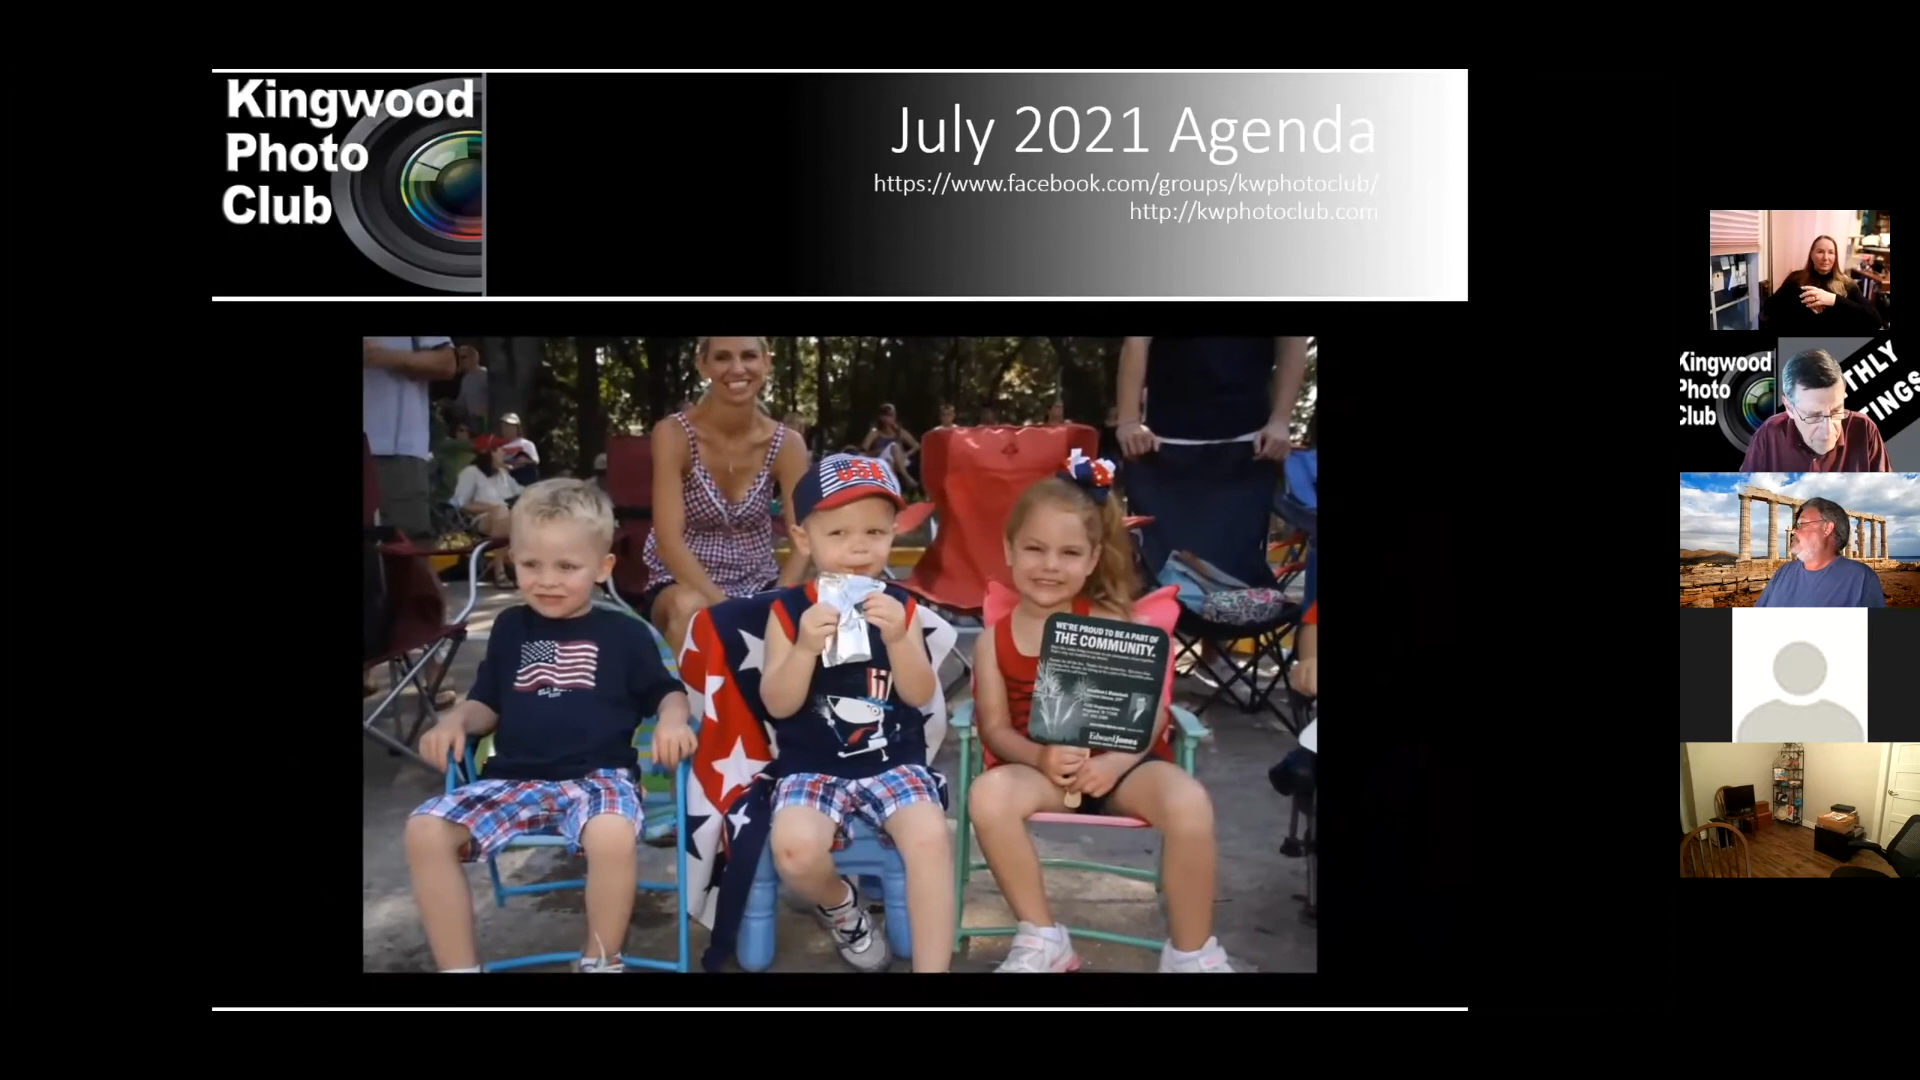 Kingwood
Photo
Club
July 2021 Agenda
https://www.facebook.com/groups/kwphotoclub/
http://kwphotoclub.com
USA
WE'RE PROUD TO BE A PART OF
THE COMMUNITY.
Edward Jones
Kingwood
Photo
Club
THLY
TINGS